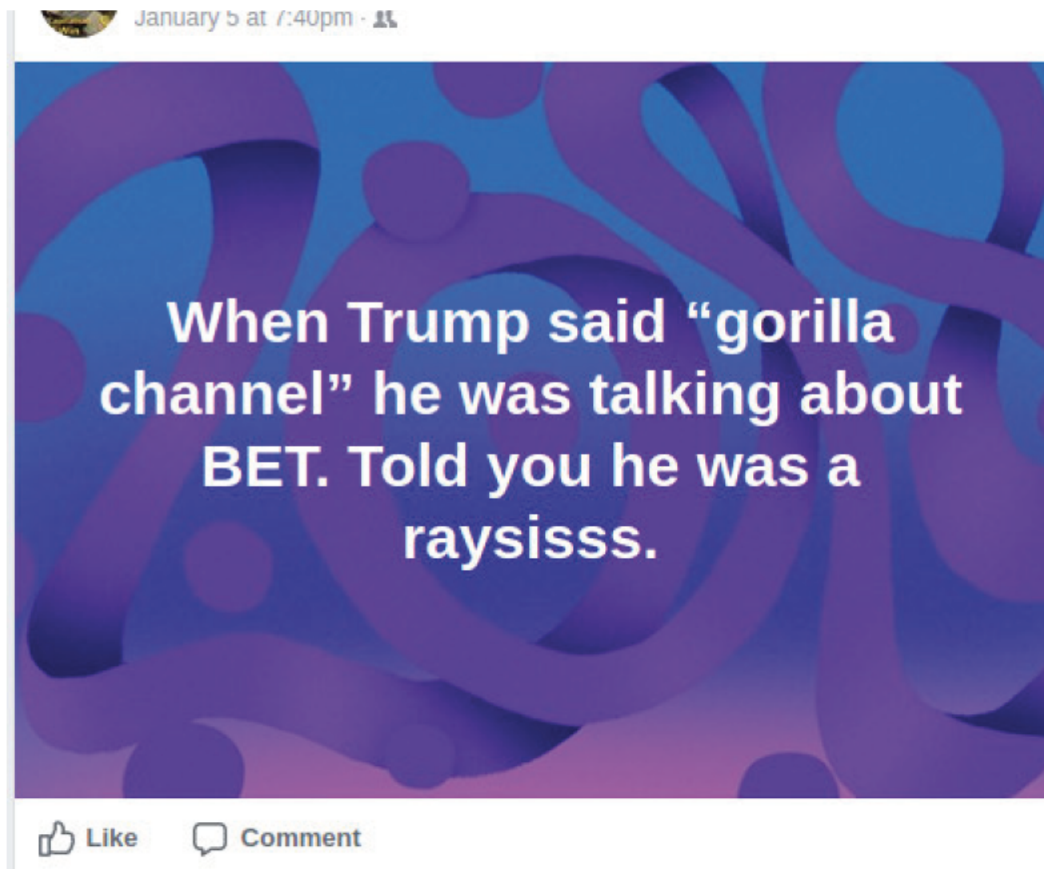 January 5 at 7:40pm ·
When Trump said “gorilla
channel” he was talking about
BET. Told you he was a
raysisss.
Like
Comment